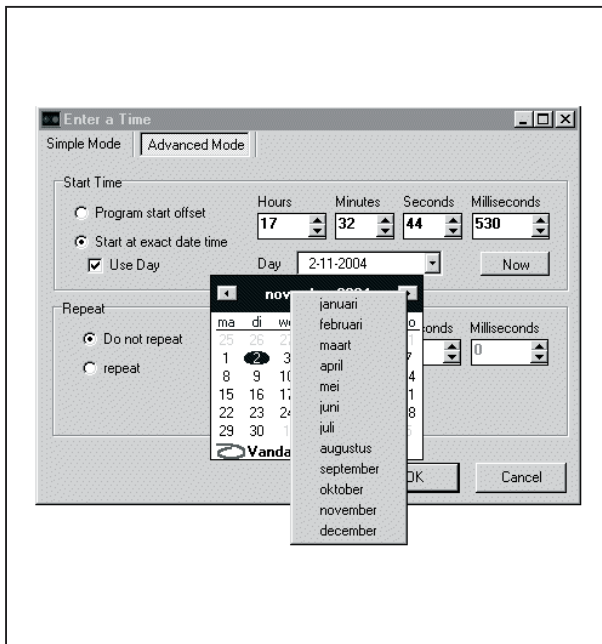 Enter a Time
Simple Mode Advanced Mode
Start Time
Hours Minutes Seconds Milliseconds
Program start offset
17 32 44 530
Start at exact date time
Use Day Day 2-11-2004 Now
Repeat
Do not repeat
repeat
Milliseconds
0
ma di
25 26
1 2 3
8 9
15 16
22 23
29 30
januari
februari
maart
april
mei
juni
juli
augustus
september
oktober
november
december
OK Cancel